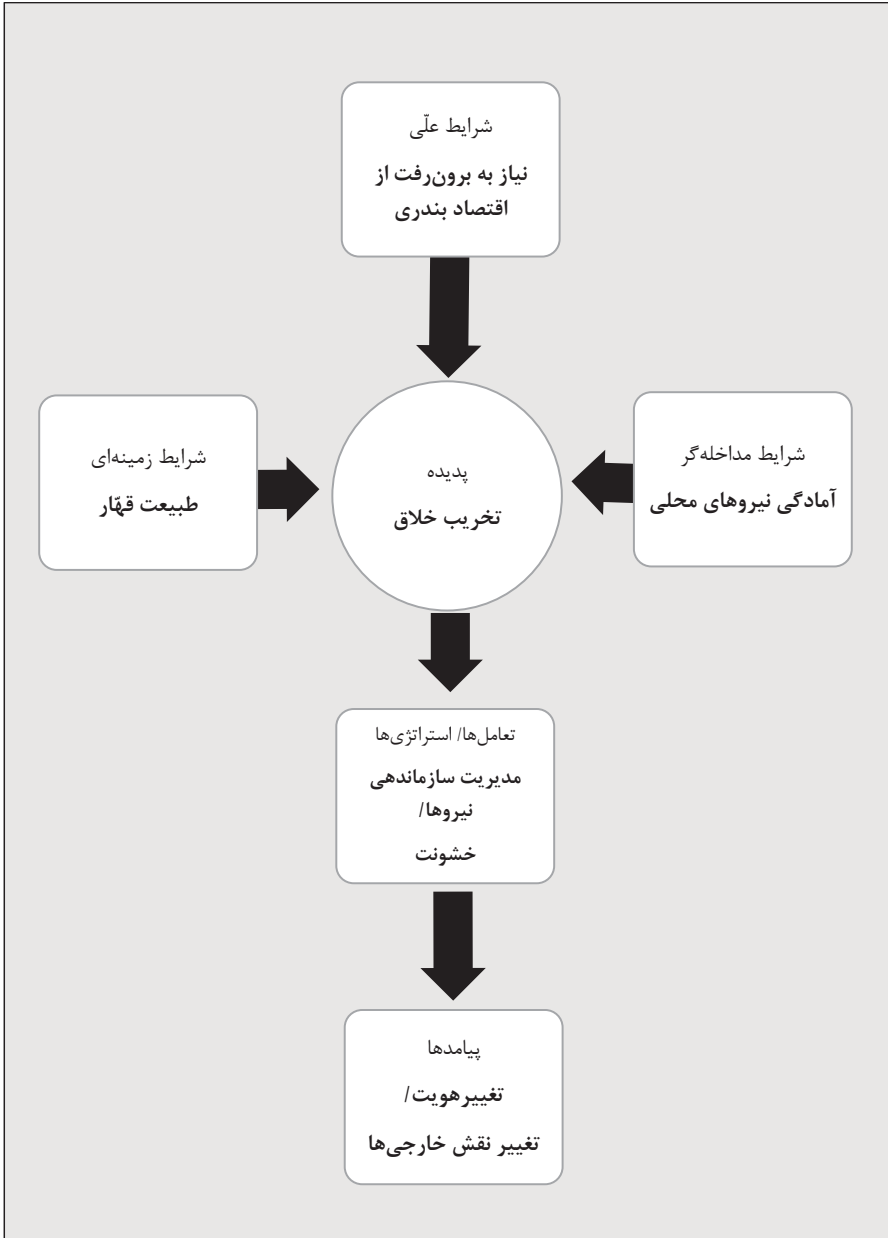 شرایط علّی
نیاز به برون‌رفت از
اقتصاد بندری
شرایط مداخله‌گر
آمادگی نیروهای محلی
پدیده
تخریب خلاق
شرایط زمینه‌ای
طبیعت قهّار
تعامل‌ها/ استراتژی‌ها
مدیریت سازماندهی
نیروها/
خشونت
پیامدها
تغییرهویت/
تغییر نقش خارجی‌ها